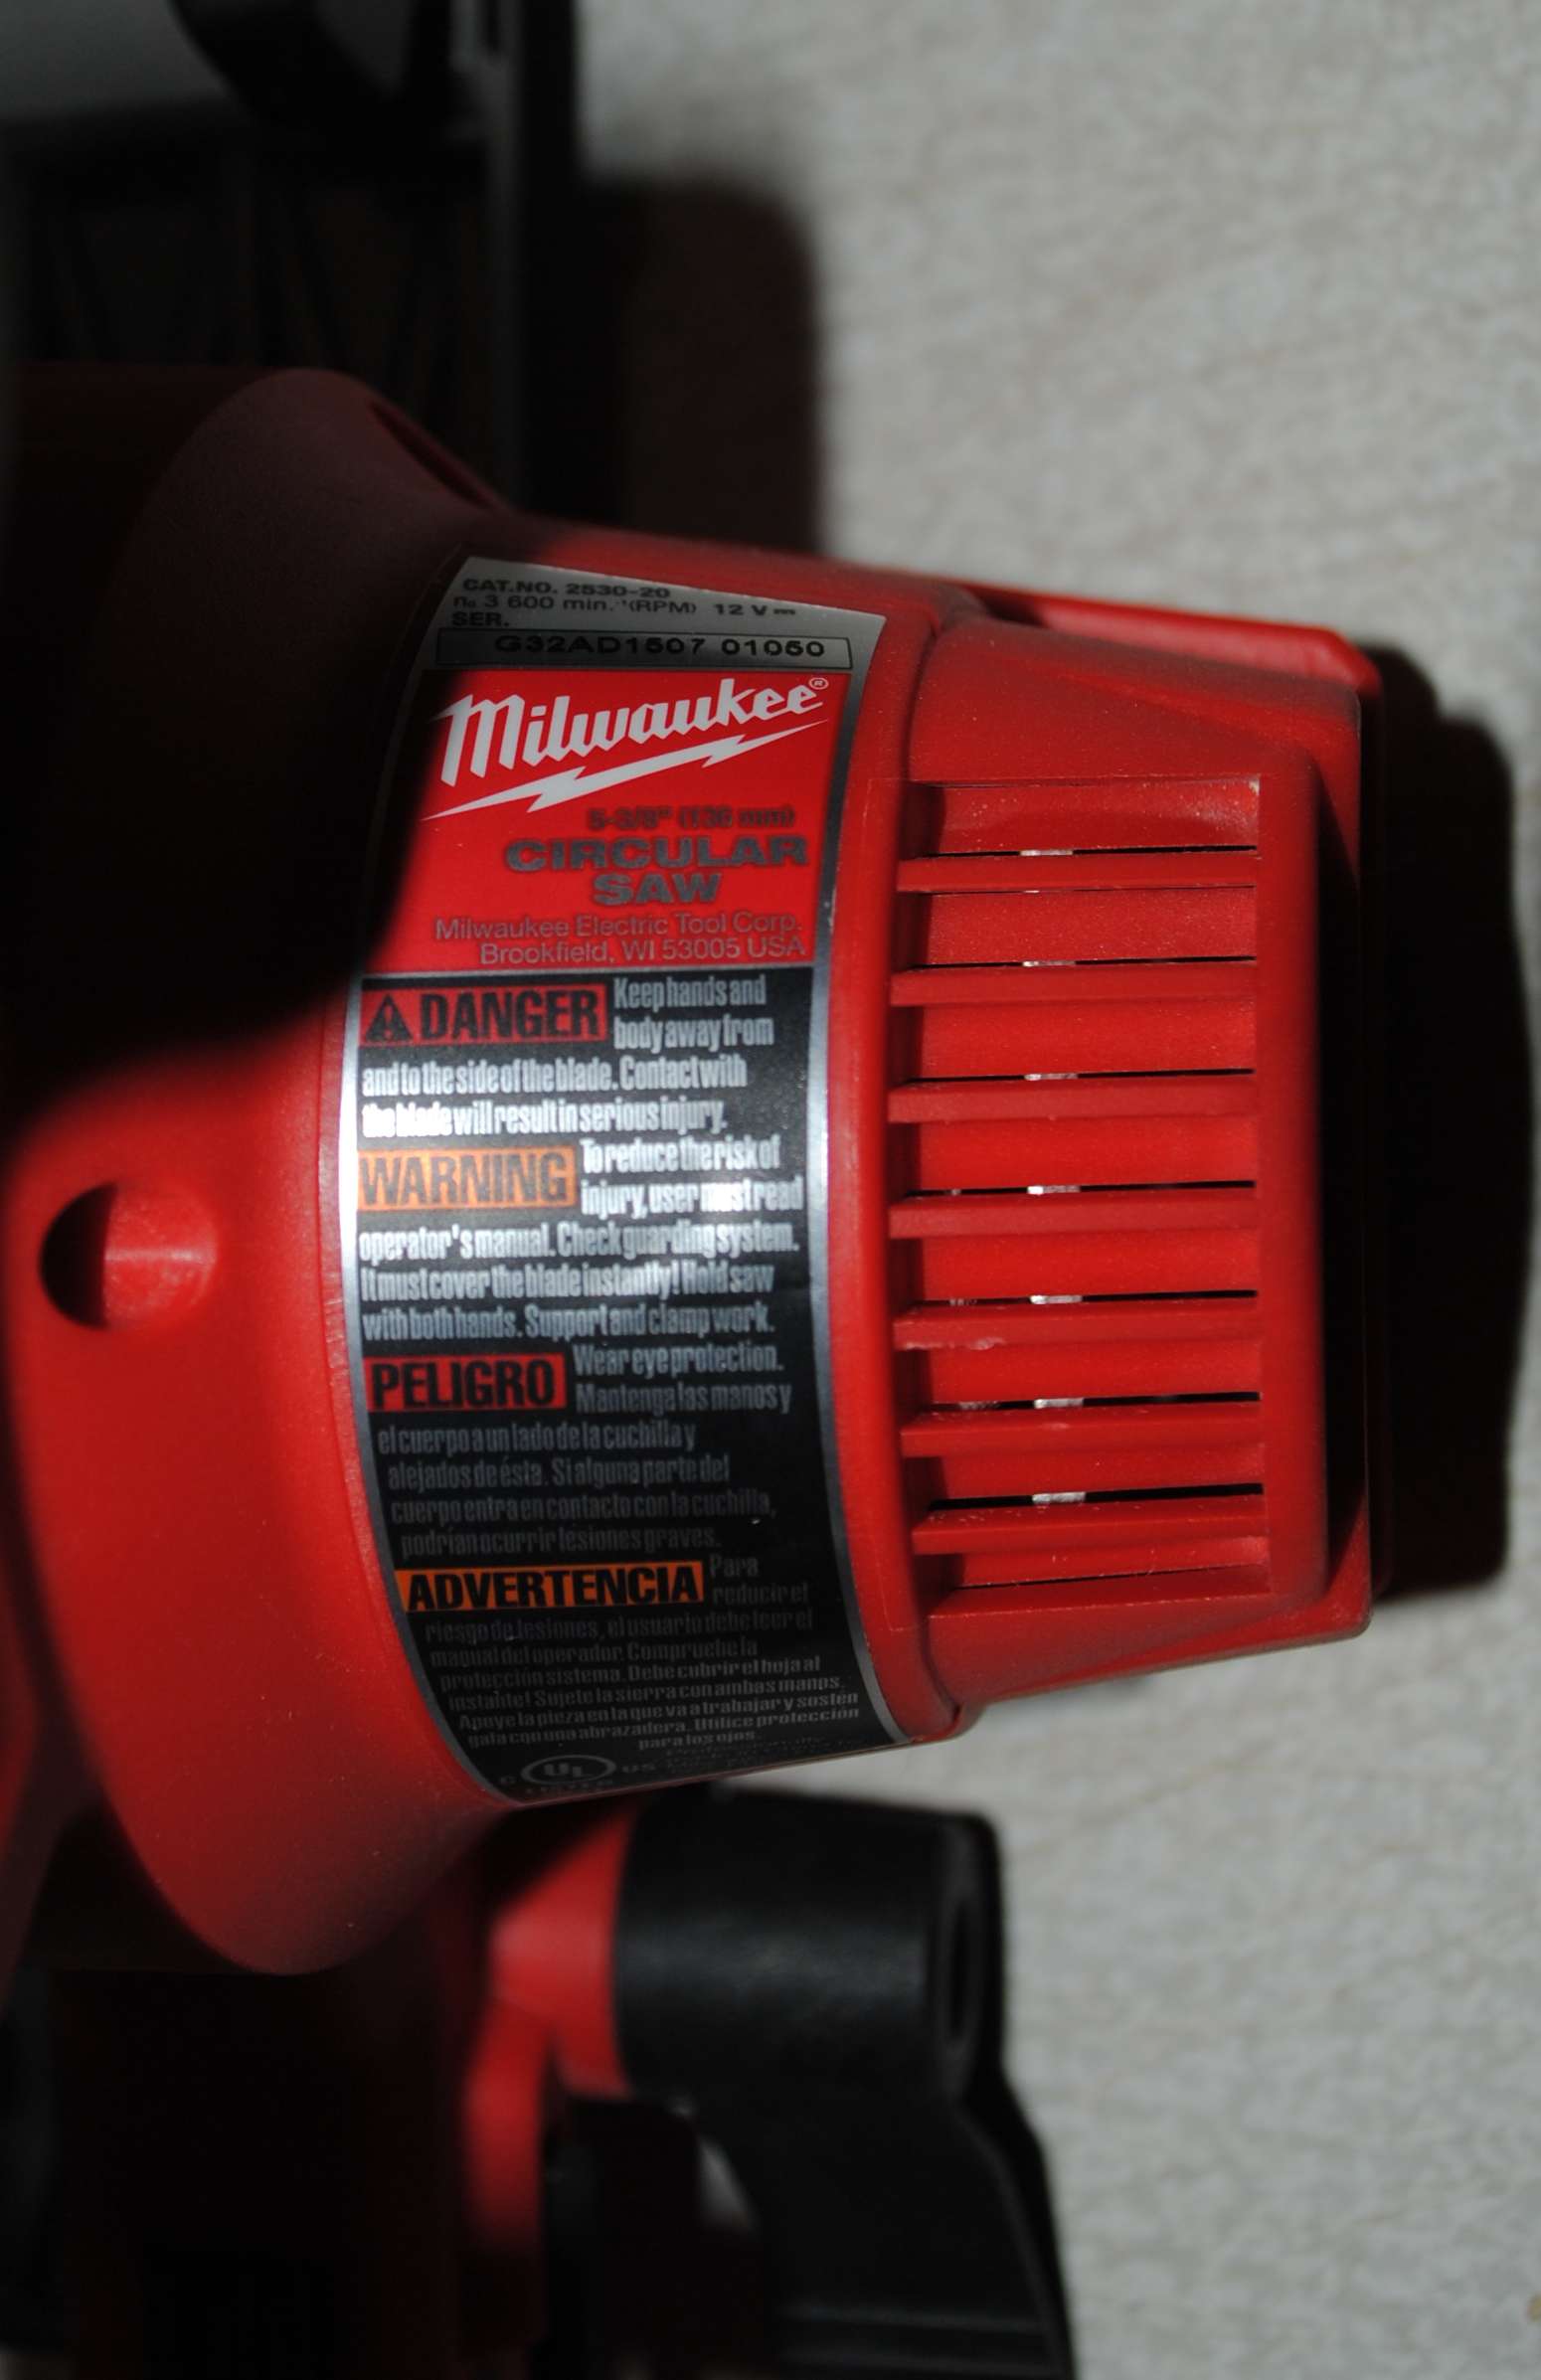 CAT.NO. 2530-20
n₀ 3 600 min.⁻¹(RPM) 12 V⎓
SER.
G32AD1507 01050
Milwaukee®
5-3/8" (136 mm)
CIRCULAR
SAW
Milwaukee Electric Tool Corp.
Brookfield, WI 53005 USA
⚠ DANGER Keep hands and
body away from
and to the side of the blade. Contact with
the blade will result in serious injury.
WARNING To reduce the risk of
injury, user must read
operator's manual. Check guarding system.
It must cover the blade instantly! Hold saw
with both hands. Support and clamp work.
Wear eye protection.
PELIGRO Mantenga las manos y
el cuerpo a un lado de la cuchilla y
alejados de ésta. Si alguna parte del
cuerpo entra en contacto con la cuchilla,
podrían ocurrir lesiones graves.
ADVERTENCIA Para
reducir el
riesgo de lesiones, el usuario debe leer el
manual del operador. Compruebe la
protección sistema. Debe cubrir el hoja al
instante! Sujete la sierra con ambas manos.
Apoye la pieza en la que va a trabajar y sostén
gala con una abrazadera. Utilice protección
para los ojos
C UL US
LISTED